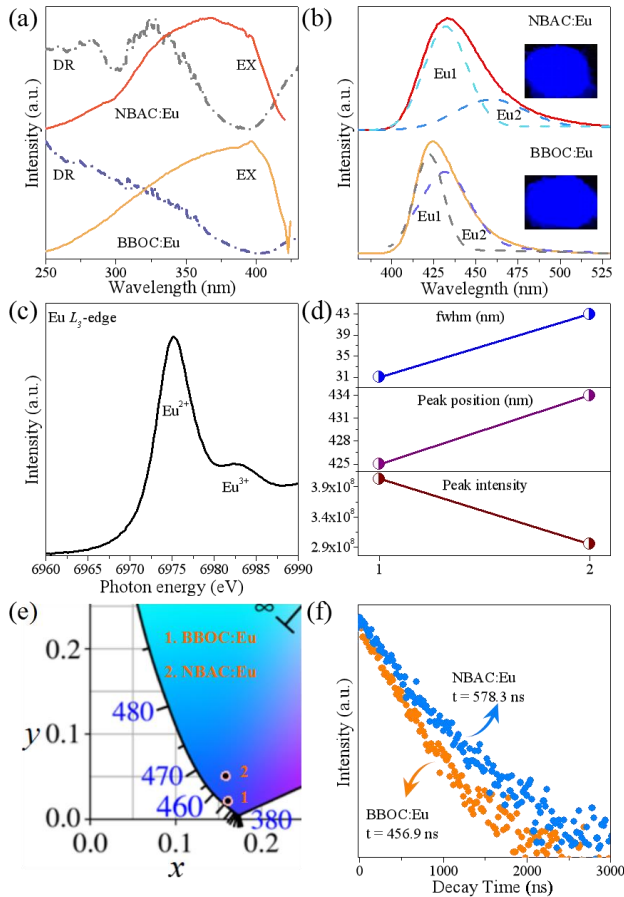 (a)
DR
EX
NBAC:Eu
DR
EX
BBOC:Eu
Intensity (a.u.)
Intensity (a.u.)
250 300 350 400
Wavelength (nm)
(b)
NBAC:Eu
Eu1
Eu2
BBOC:Eu
Eu1
Eu2
Intensity (a.u.)
400 425 450 475 500 525
Wavelegnth (nm)
(c)
Eu L3-edge
Eu2+
Eu3+
Intensity (a.u.)
6960 6965 6970 6975 6980 6985 6990
Photon energy (eV)
(d)
fwhm (nm)
43
39
35
31
Peak position (nm)
434
431
428
425
Peak intensity
3.9x10^8
3.4x10^8
2.9x10^8
1 2
(e)
1. BBOC:Eu
2. NBAC:Eu
8
0.2
480
y
0.1
470
2
460
1
0.0
380
0.0 0.1 0.2
x
(f)
NBAC:Eu
t = 578.3 ns
BBOC:Eu
t = 456.9 ns
Intensity (a.u.)
0 1000 2000 3000
Decay Time (ns)